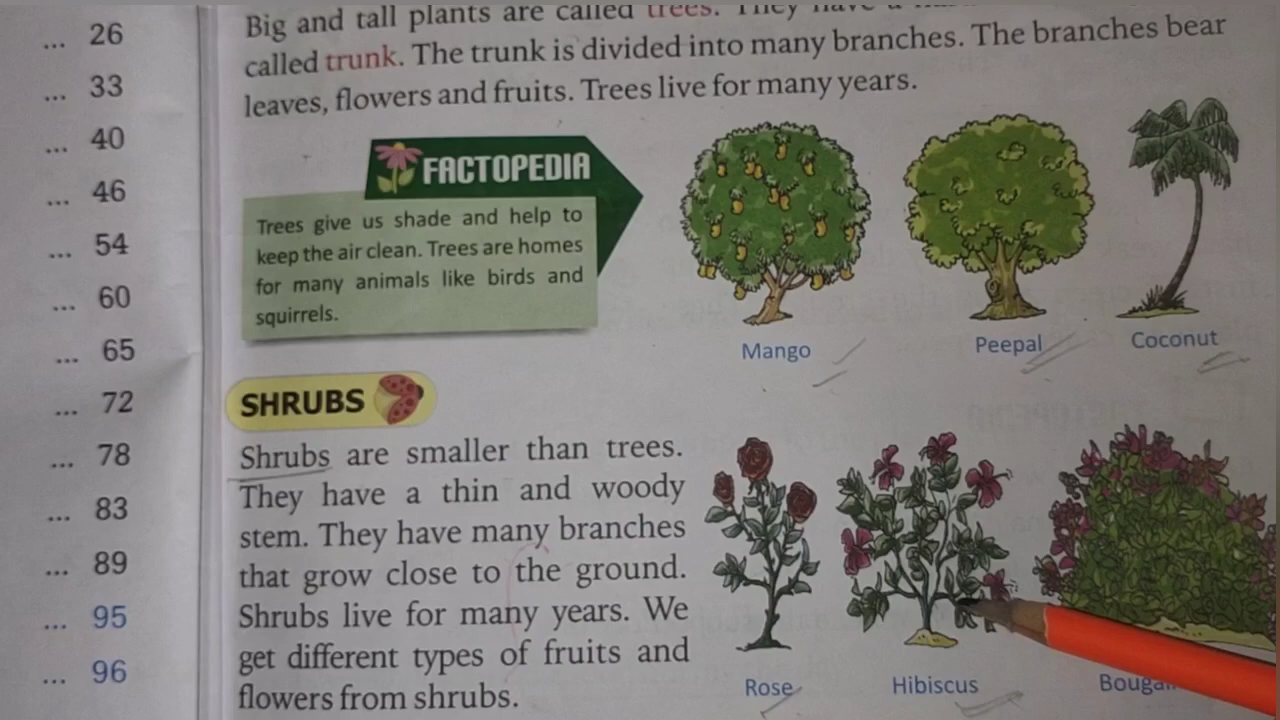 ... 26
... 33
... 40
... 46
... 54
... 60
... 65
... 72
... 78
... 83
... 89
... 95
... 96
Big and tall plants are called trees. They have a
called trunk. The trunk is divided into many branches. The branches bear
leaves, flowers and fruits. Trees live for many years.
FACTOPEDIA
Trees give us shade and help to
keep the air clean. Trees are homes
for many animals like birds and
squirrels.
Mango
Peepal
Coconut
SHRUBS
Shrubs are smaller than trees.
They have a thin and woody
stem. They have many branches
that grow close to the ground.
Shrubs live for many years. We
get different types of fruits and
flowers from shrubs.
Rose
Hibiscus